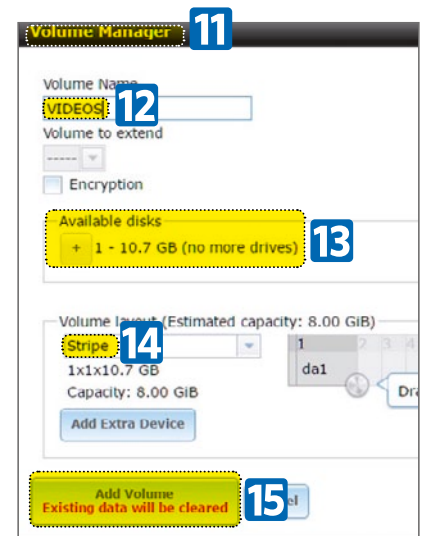 Volume Manager 11
Volume Name
VIDEOS 12
Volume to extend
-----
Encryption
Available disks
+ 1 - 10.7 GB (no more drives) 13
Volume layout (Estimated capacity: 8.00 GiB)
Stripe 14
1 2 3 4
1x1x10.7 GB
da1
Capacity: 8.00 GiB
Add Extra Device
Add Volume
Existing data will be cleared 15